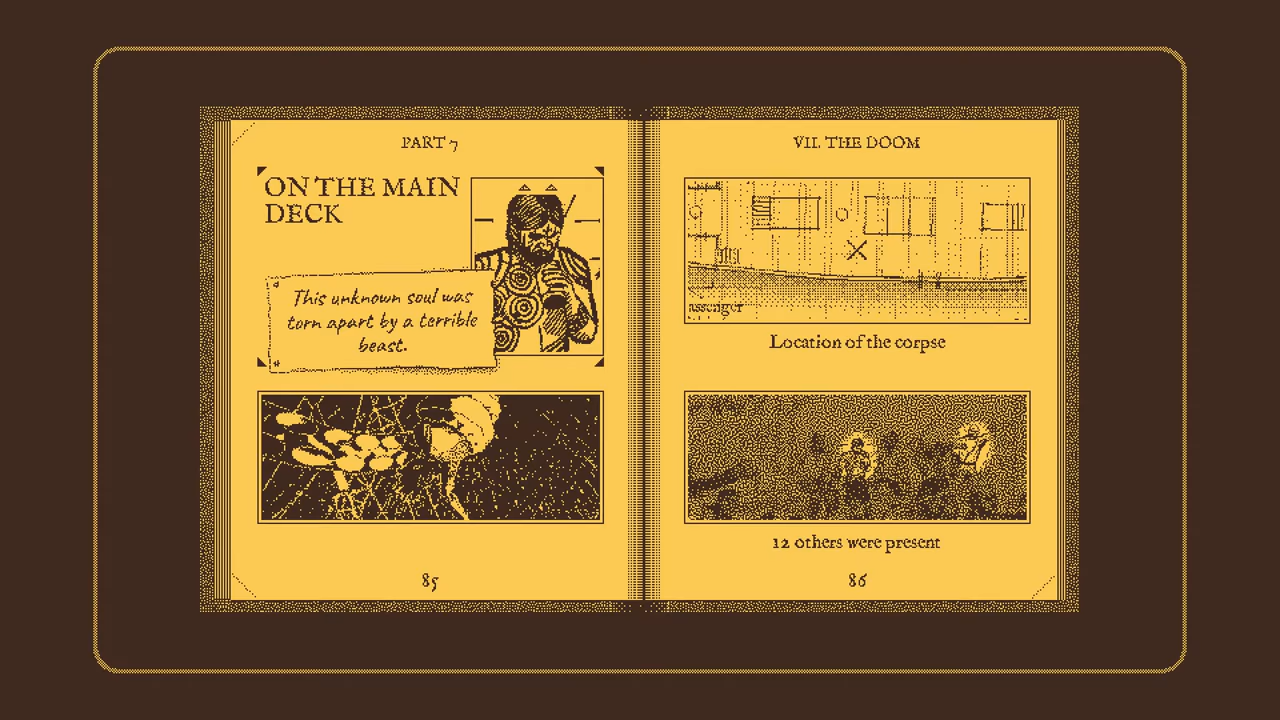 PART 7
ON THE MAIN
DECK
This unknown soul was
torn apart by a terrible
beast.
85
VII. THE DOOM
assenger
Location of the corpse
12 others were present
86